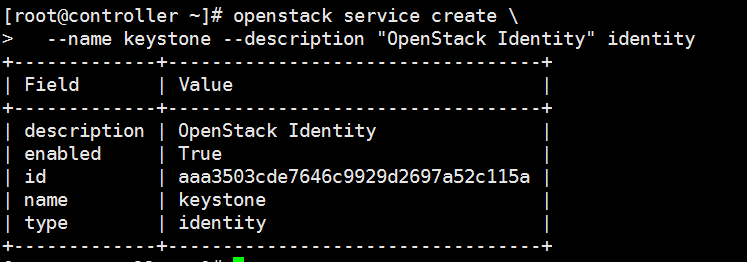 [root@controller ~]# openstack service create \
>   --name keystone --description "OpenStack Identity" identity
+-------------+----------------------------------+
| Field       | Value                            |
+-------------+----------------------------------+
| description | OpenStack Identity               |
| enabled     | True                             |
| id          | aaa3503cde7646c9929d2697a52c115a |
| name        | keystone                         |
| type        | identity                         |
+-------------+----------------------------------+